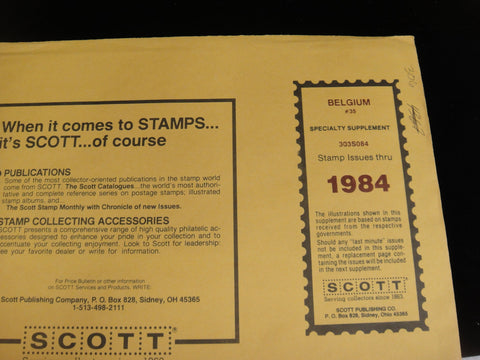 When it comes to STAMPS...
it's SCOTT...of course
PUBLICATIONS
Some of the most collector-oriented publications in the stamp world
come from SCOTT. The Scott Catalogues...the world's most authori-
tative and complete reference series on postage stamps; illustrated
stamp albums, and...
The Scott Stamp Monthly with Chronicle of new Issues.
STAMP COLLECTING ACCESSORIES
SCOTT presents a comprehensive range of high quality philatelic ac-
cessories designed to enhance your pride in your collection and to
accentuate your collecting enjoyment. Look to Scott for leadership:
see your favorite dealer or write for information.
For Price Bulletin or other information
on SCOTT Services and Products, WRITE:
Scott Publishing Company, P. O. Box 828, Sidney, OH 45365
1-513-498-2111
SCOTT
BELGIUM
#35
SPECIALTY SUPPLEMENT
303S084
Stamp Issues thru
1984
The illustrations shown in this
supplement are based on stamps
received from the respective
governments.
Should any "last minute" issues
not be included in this
supplement, a replacement page con-
taining the issues will be included
in the next supplement.
SCOTT
Serving collectors since 1863.
SCOTT PUBLISHING CO.
P.O. BOX 828, SIDNEY, OH 45365